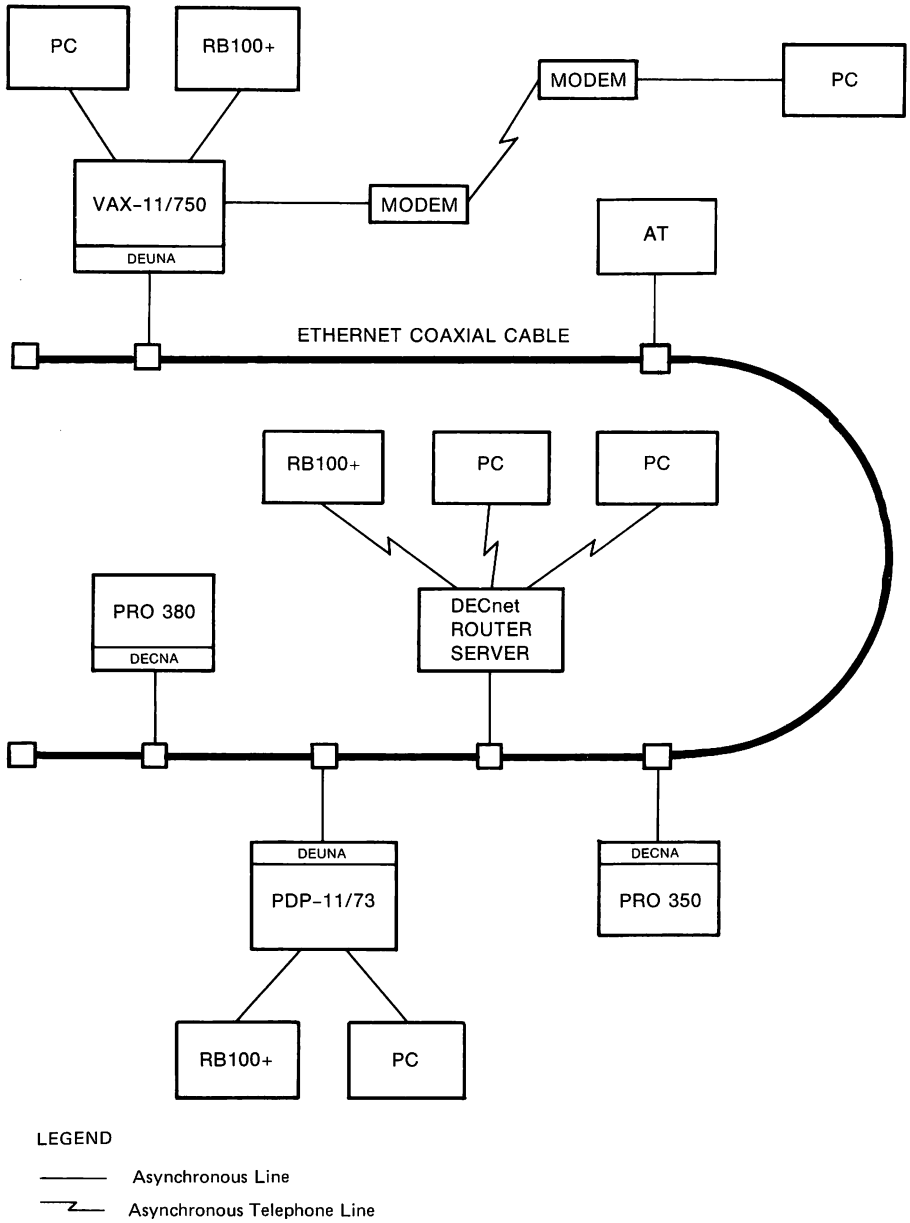 PC
RB100+
MODEM
PC
VAX-11/750
DEUNA
MODEM
AT
ETHERNET COAXIAL CABLE
RB100+
PC
PC
PRO 380
DECNA
DECnet
ROUTER
SERVER
DEUNA
PDP-11/73
DECNA
PRO 350
RB100+
PC
LEGEND
Asynchronous Line
Asynchronous Telephone Line